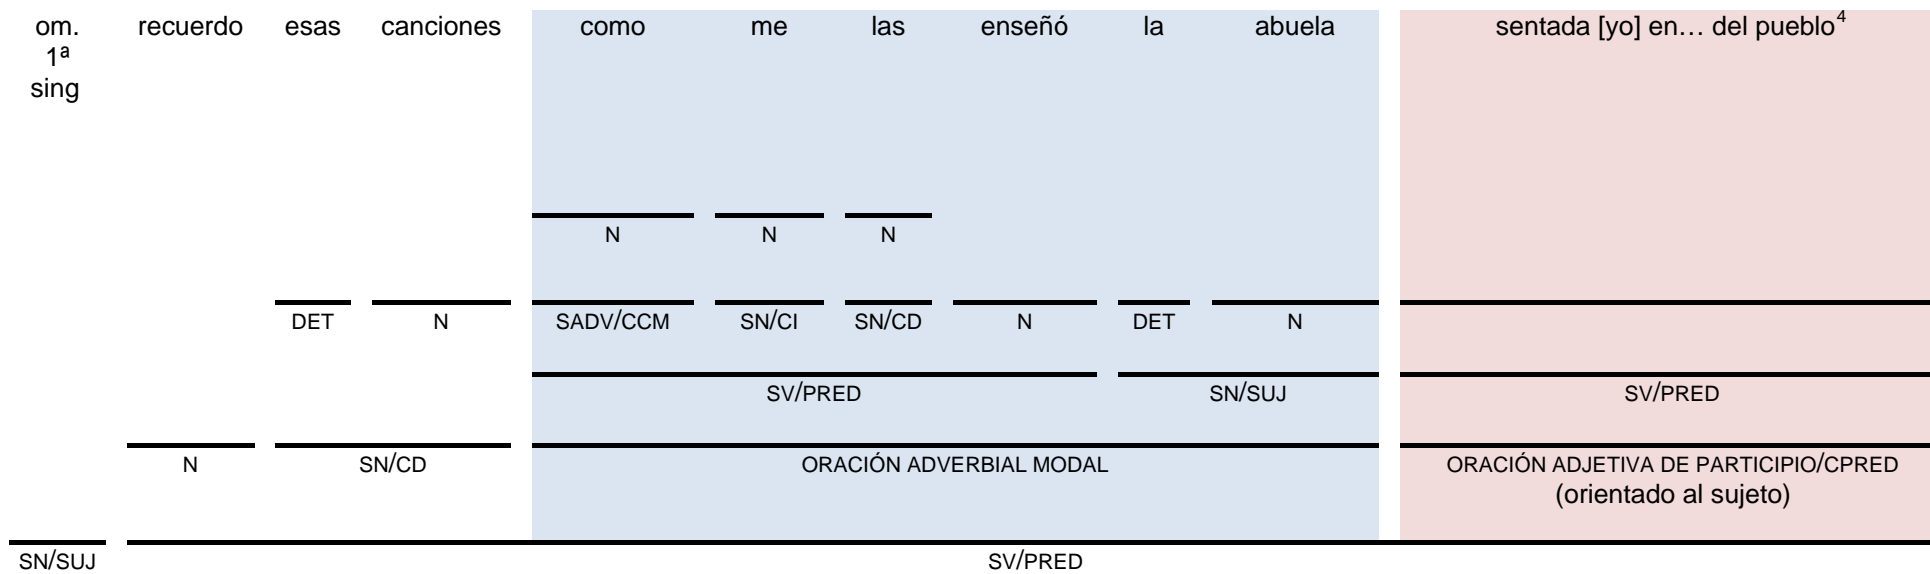 om. recuerdo esas canciones como me las enseñó la abuela sentada [yo] en… del pueblo⁴
1ª
sing
N N N
DET N SADV/CCM SN/CI SN/CD N DET N
SV/PRED SN/SUJ SV/PRED
N SN/CD ORACIÓN ADVERBIAL MODAL ORACIÓN ADJETIVA DE PARTICIPIO/CPRED
(orientado al sujeto)
SN/SUJ SV/PRED